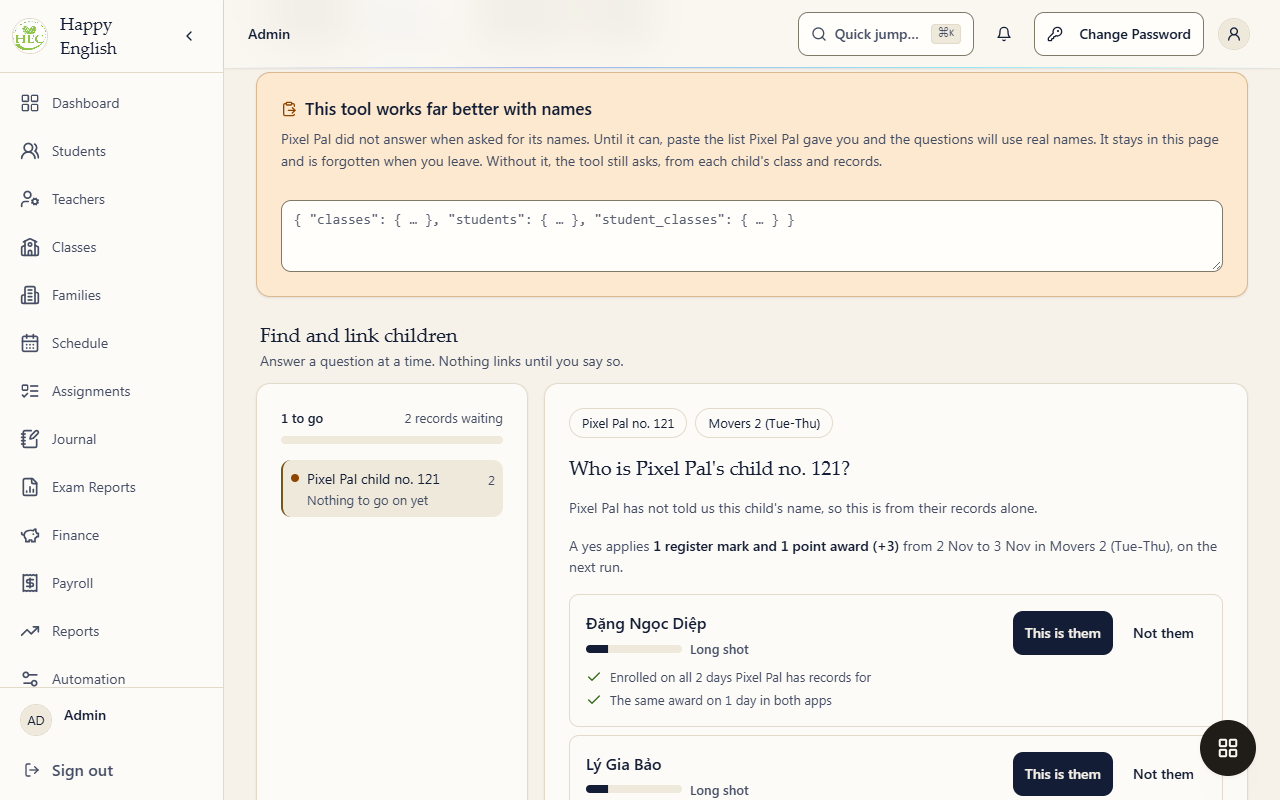 Happy
English
HEC
Admin
Quick jump...
⌘K
Change Password
Dashboard
Students
Teachers
Classes
Families
Schedule
Assignments
Journal
Exam Reports
Finance
Payroll
Reports
Automation
AD
Admin
Sign out
This tool works far better with names
Pixel Pal did not answer when asked for its names. Until it can, paste the list Pixel Pal gave you and the questions will use real names. It stays in this page
and is forgotten when you leave. Without it, the tool still asks, from each child's class and records.
{ "classes": { … }, "students": { … }, "student_classes": { … } }
Find and link children
Answer a question at a time. Nothing links until you say so.
1 to go
2 records waiting
Pixel Pal child no. 121
2
Nothing to go on yet
Pixel Pal no. 121
Movers 2 (Tue-Thu)
Who is Pixel Pal's child no. 121?
Pixel Pal has not told us this child's name, so this is from their records alone.
A yes applies 1 register mark and 1 point award (+3) from 2 Nov to 3 Nov in Movers 2 (Tue-Thu), on the
next run.
Đặng Ngọc Diệp
Long shot
This is them
Not them
Enrolled on all 2 days Pixel Pal has records for
The same award on 1 day in both apps
Lý Gia Bảo
Long shot
This is them
Not them